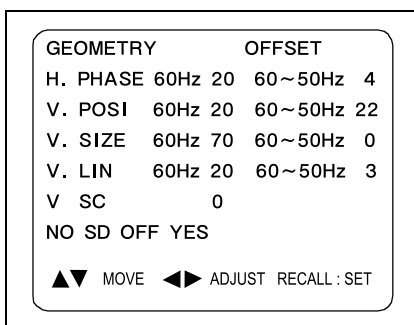 GEOMETRY OFFSET
H. PHASE 60Hz 20 60~50Hz 4
V. POSI 60Hz 20 60~50Hz 22
V. SIZE 60Hz 70 60~50Hz 0
V. LIN 60Hz 20 60~50Hz 3
V SC 0
NO SD OFF YES
▲▼ MOVE ◀▶ ADJUST RECALL : SET